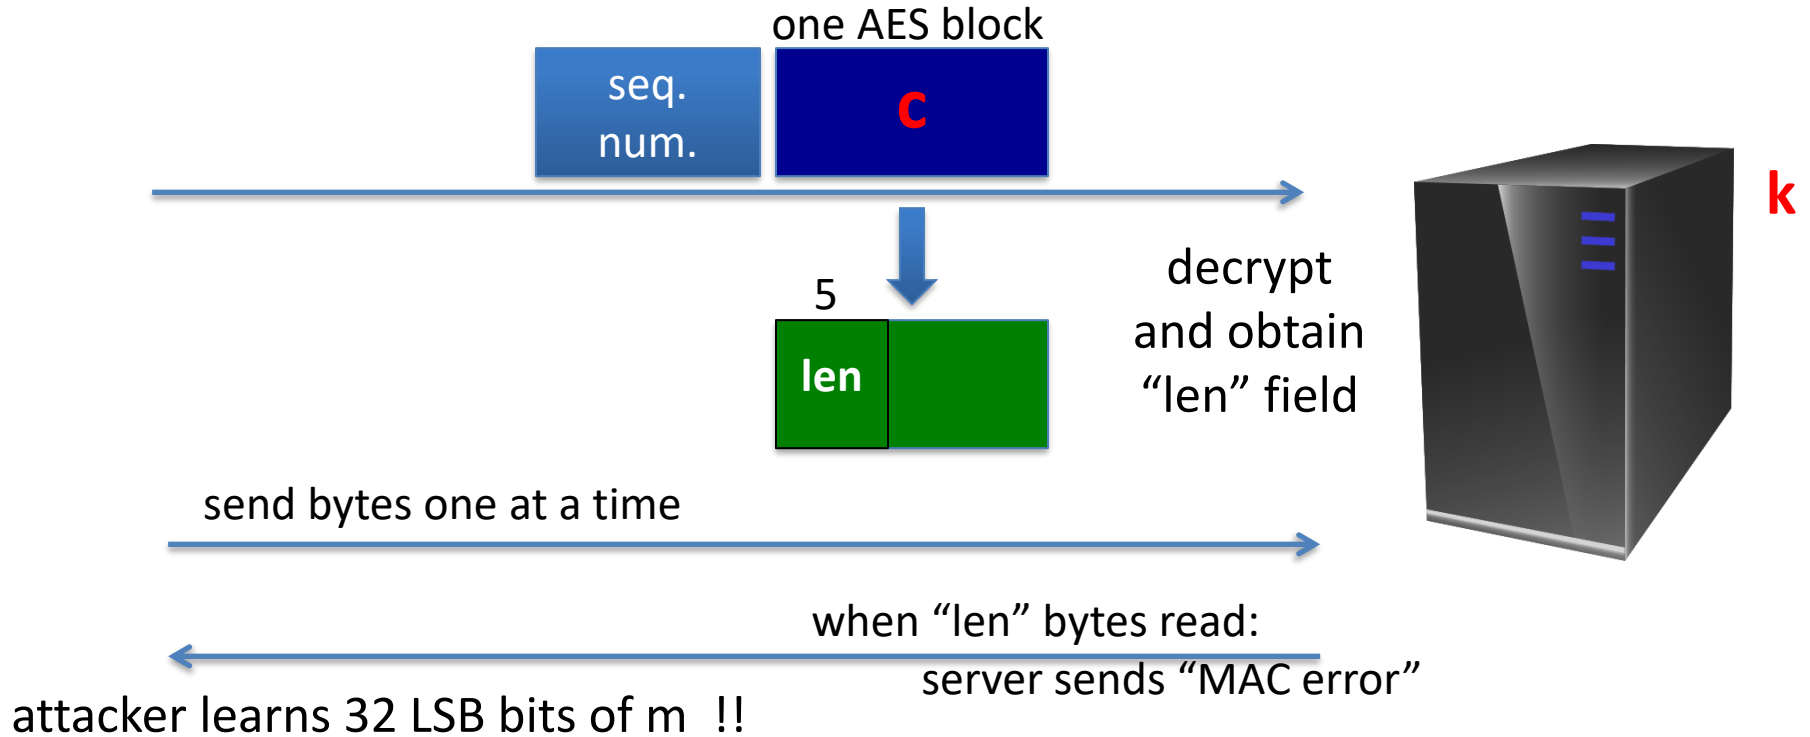 one AES block
seq.
num.
c
k
decrypt
and obtain
“len” field
5
len
send bytes one at a time
when “len” bytes read:
server sends “MAC error”
attacker learns 32 LSB bits of m  !!